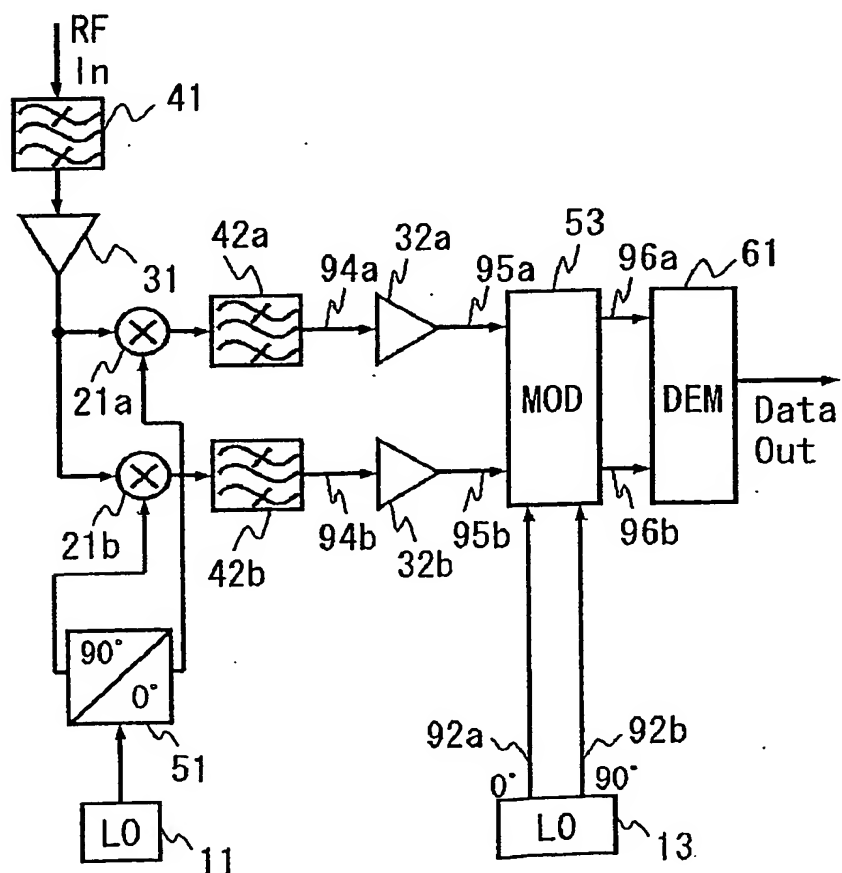 RF
In
41
31
42a
94a
32a
95a
53
96a
61
21a
MOD
DEM
Data
Out
21b
42b
94b
32b
95b
96b
90°
0°
51
92a
92b
0°
90°
LO
11
LO
13